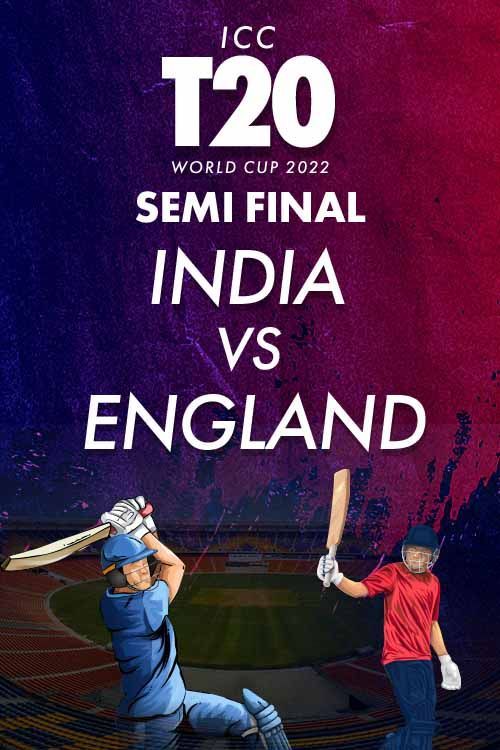 ICC
T20
WORLD CUP 2022
SEMI FINAL
INDIA
VS
ENGLAND